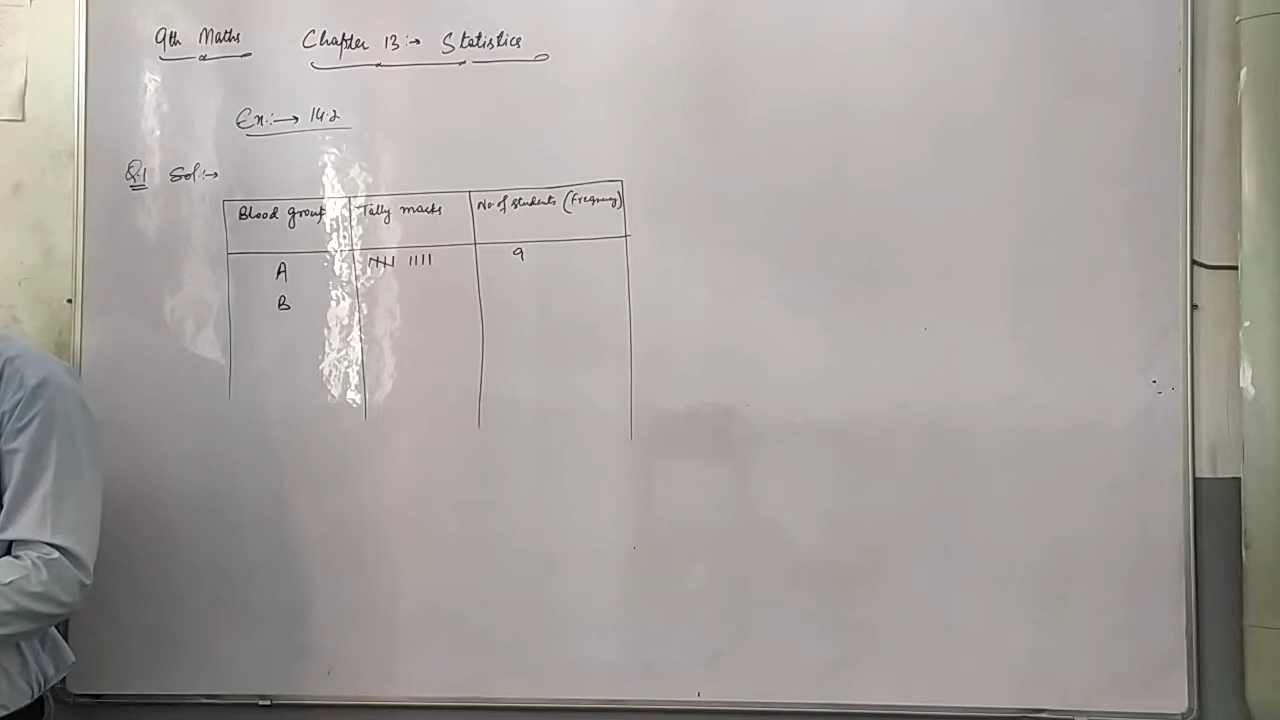 9th Maths Chapter 13:→ Statistics
Ex:→ 14.2
Q.1 Sol:→
Blood group Tally marks No. of students (Frequency)
A 𝍸 |||| 9
B